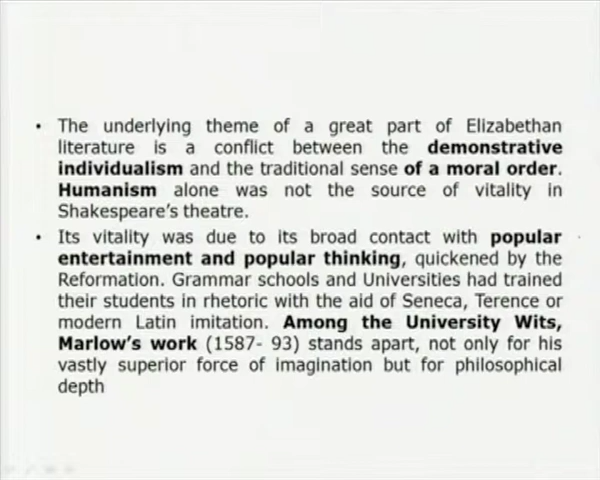 • The underlying theme of a great part of Elizabethan
literature is a conflict between the demonstrative
individualism and the traditional sense of a moral order.
Humanism alone was not the source of vitality in
Shakespeare's theatre.
• Its vitality was due to its broad contact with popular
entertainment and popular thinking, quickened by the
Reformation. Grammar schools and Universities had trained
their students in rhetoric with the aid of Seneca, Terence or
modern Latin imitation. Among the University Wits,
Marlow's work (1587- 93) stands apart, not only for his
vastly superior force of imagination but for philosophical
depth